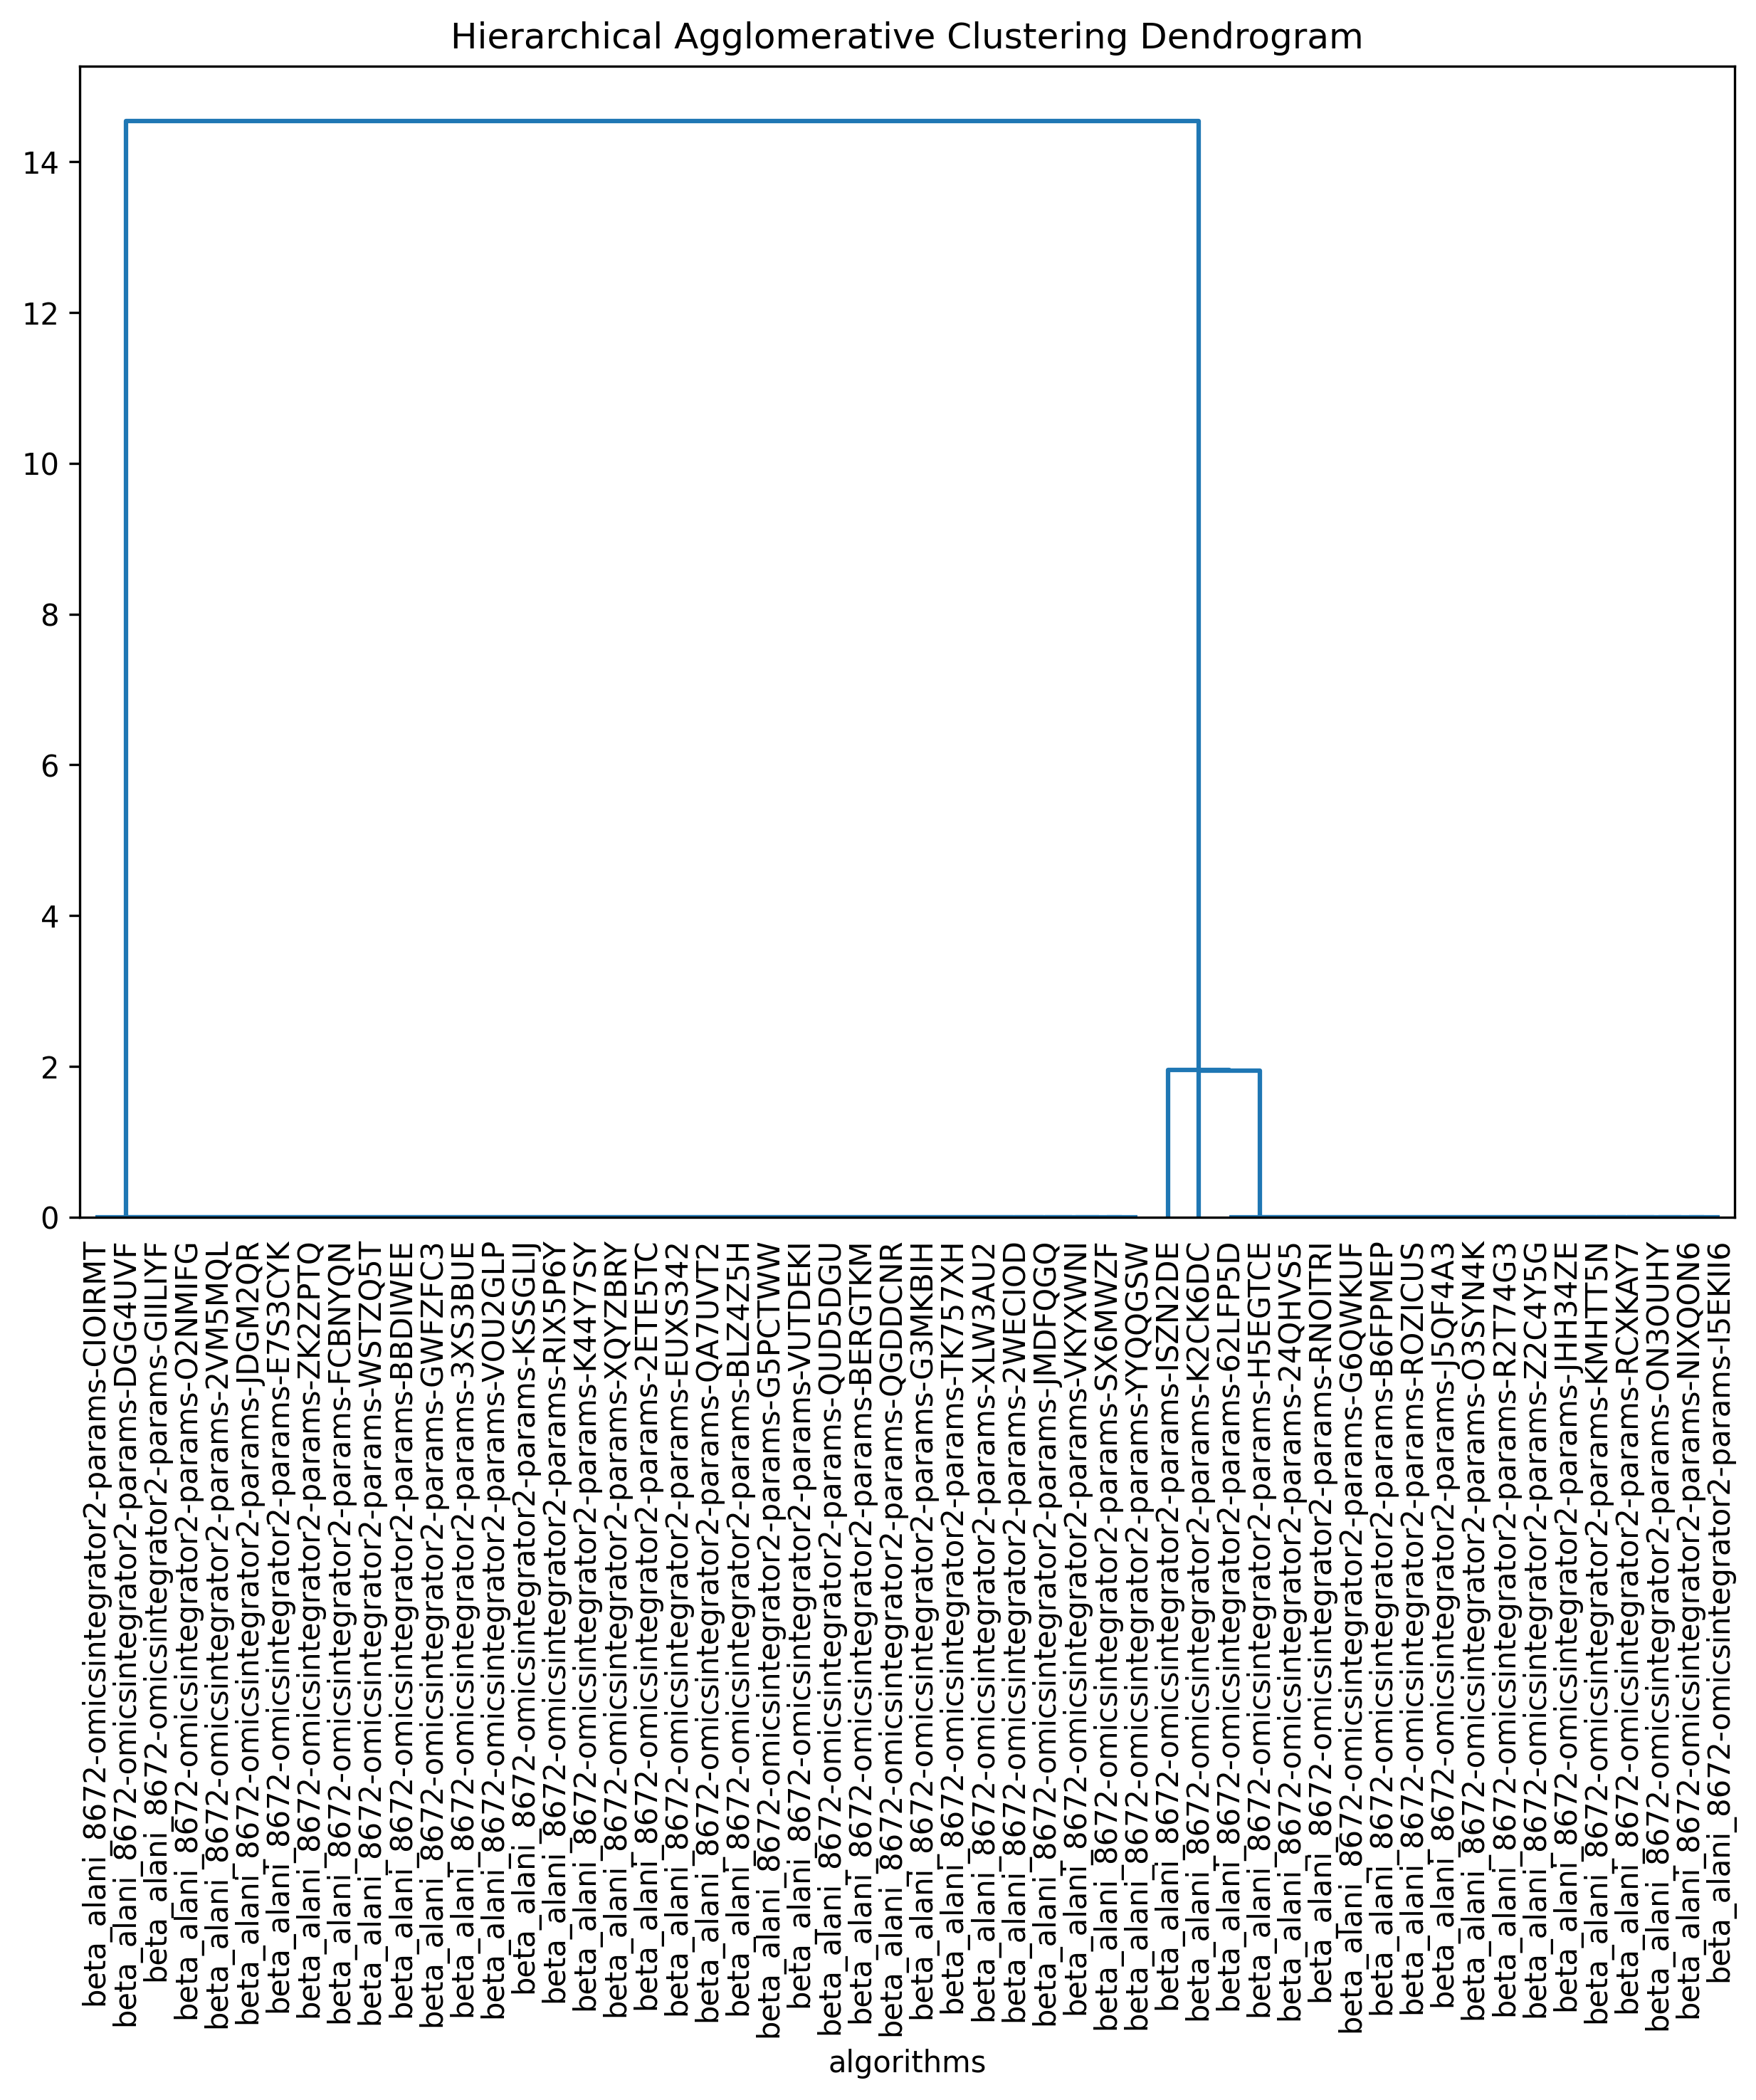 Hierarchical Agglomerative Clustering Dendrogram
14
12
10
8
6
4
2
0
beta_alani_8672-omicsintegrator2-params-CIOIRMT
beta_alani_8672-omicsintegrator2-params-DGG4UVF
beta_alani_8672-omicsintegrator2-params-GIILIYF
beta_alani_8672-omicsintegrator2-params-O2NMIFG
beta_alani_8672-omicsintegrator2-params-2VM5MQL
beta_alani_8672-omicsintegrator2-params-JDGM2QR
beta_alani_8672-omicsintegrator2-params-E7S3CYK
beta_alani_8672-omicsintegrator2-params-ZK2ZPTQ
beta_alani_8672-omicsintegrator2-params-FCBNYQN
beta_alani_8672-omicsintegrator2-params-WSTZQ5T
beta_alani_8672-omicsintegrator2-params-BBDIWEE
beta_alani_8672-omicsintegrator2-params-GWFZFC3
beta_alani_8672-omicsintegrator2-params-3XS3BUE
beta_alani_8672-omicsintegrator2-params-VOU2GLP
beta_alani_8672-omicsintegrator2-params-KSSGLIJ
beta_alani_8672-omicsintegrator2-params-RIX5P6Y
beta_alani_8672-omicsintegrator2-params-K44Y7SY
beta_alani_8672-omicsintegrator2-params-XQYZBRY
beta_alani_8672-omicsintegrator2-params-2ETE5TC
beta_alani_8672-omicsintegrator2-params-EUXS342
beta_alani_8672-omicsintegrator2-params-QA7UVT2
beta_alani_8672-omicsintegrator2-params-BLZ4Z5H
beta_alani_8672-omicsintegrator2-params-G5PCTWW
beta_alani_8672-omicsintegrator2-params-VUTDEKI
beta_alani_8672-omicsintegrator2-params-QUD5DGU
beta_alani_8672-omicsintegrator2-params-BERGTKM
beta_alani_8672-omicsintegrator2-params-QGDDCNR
beta_alani_8672-omicsintegrator2-params-G3MKBIH
beta_alani_8672-omicsintegrator2-params-TK757XH
beta_alani_8672-omicsintegrator2-params-XLW3AU2
beta_alani_8672-omicsintegrator2-params-2WECIOD
beta_alani_8672-omicsintegrator2-params-JMDFQGQ
beta_alani_8672-omicsintegrator2-params-VKYXWNI
beta_alani_8672-omicsintegrator2-params-SX6MWZF
beta_alani_8672-omicsintegrator2-params-YYQQGSW
beta_alani_8672-omicsintegrator2-params-ISZN2DE
beta_alani_8672-omicsintegrator2-params-K2CK6DC
beta_alani_8672-omicsintegrator2-params-62LFP5D
beta_alani_8672-omicsintegrator2-params-H5EGTCE
beta_alani_8672-omicsintegrator2-params-24QHVS5
beta_alani_8672-omicsintegrator2-params-RNOITRI
beta_alani_8672-omicsintegrator2-params-G6QWKUF
beta_alani_8672-omicsintegrator2-params-B6FPMEP
beta_alani_8672-omicsintegrator2-params-ROZICUS
beta_alani_8672-omicsintegrator2-params-J5QF4A3
beta_alani_8672-omicsintegrator2-params-O3SYN4K
beta_alani_8672-omicsintegrator2-params-R2T74G3
beta_alani_8672-omicsintegrator2-params-Z2C4Y5G
beta_alani_8672-omicsintegrator2-params-JHH34ZE
beta_alani_8672-omicsintegrator2-params-KMHTT5N
beta_alani_8672-omicsintegrator2-params-RCXKAY7
beta_alani_8672-omicsintegrator2-params-ON3OUHY
beta_alani_8672-omicsintegrator2-params-NIXQON6
beta_alani_8672-omicsintegrator2-params-I5EKII6
algorithms